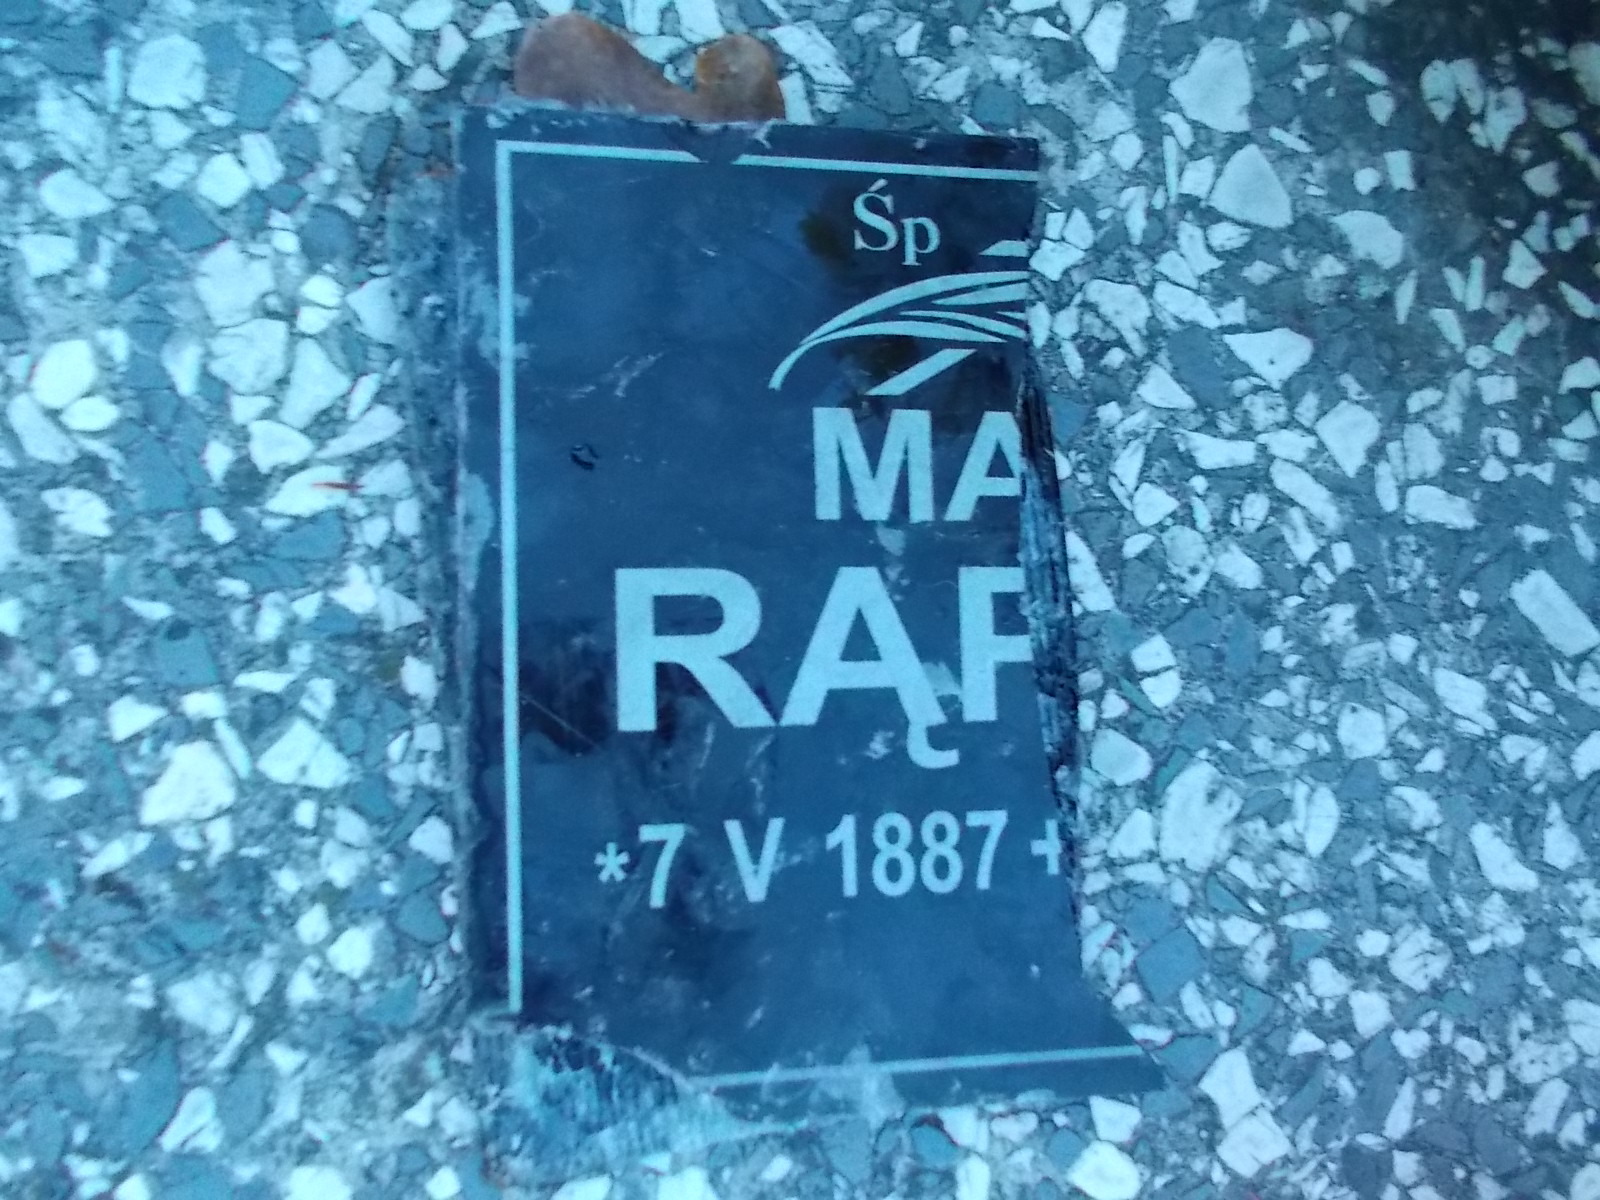 Śp
MA
RĄP
*7 V 1887 +